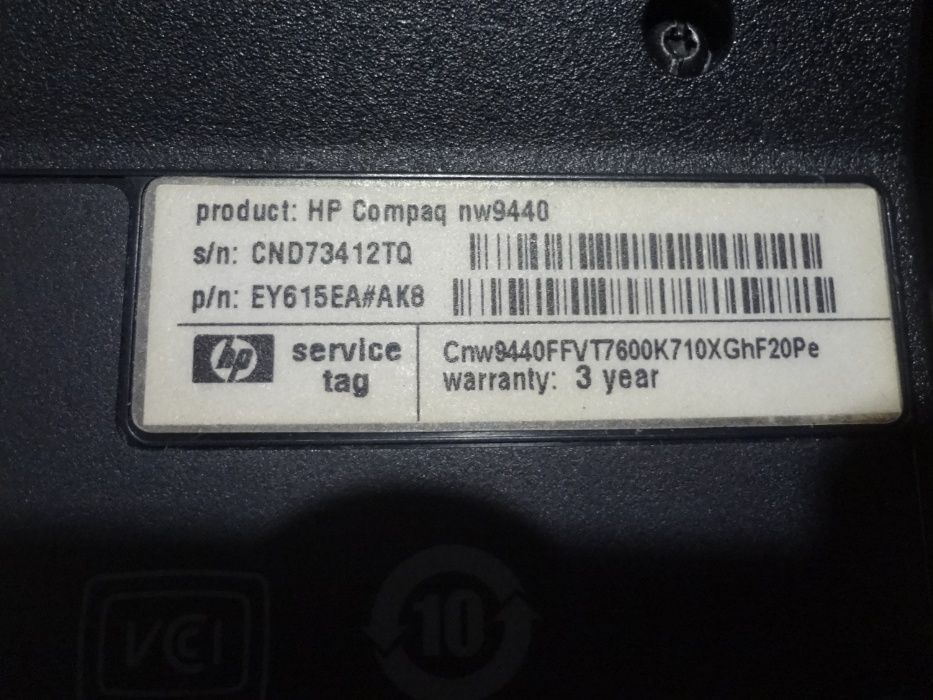 product: HP Compaq nw9440
s/n: CND73412TQ
p/n: EY615EA#AK8
hp service tag
Cnw9440FFVT7600K710XGhF20Pe
warranty: 3 year
VCI
10